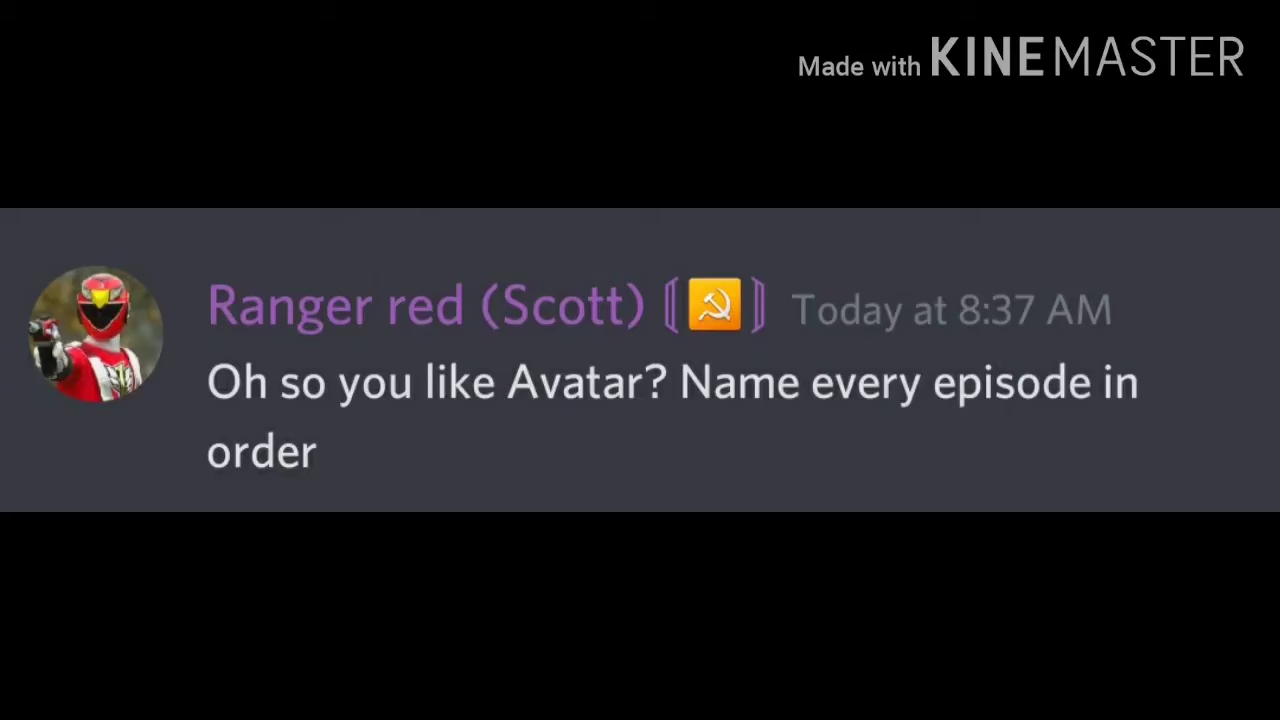 Made with KINEMASTER
Ranger red (Scott) 〚☭〛 Today at 8:37 AM
Oh so you like Avatar? Name every episode in
order